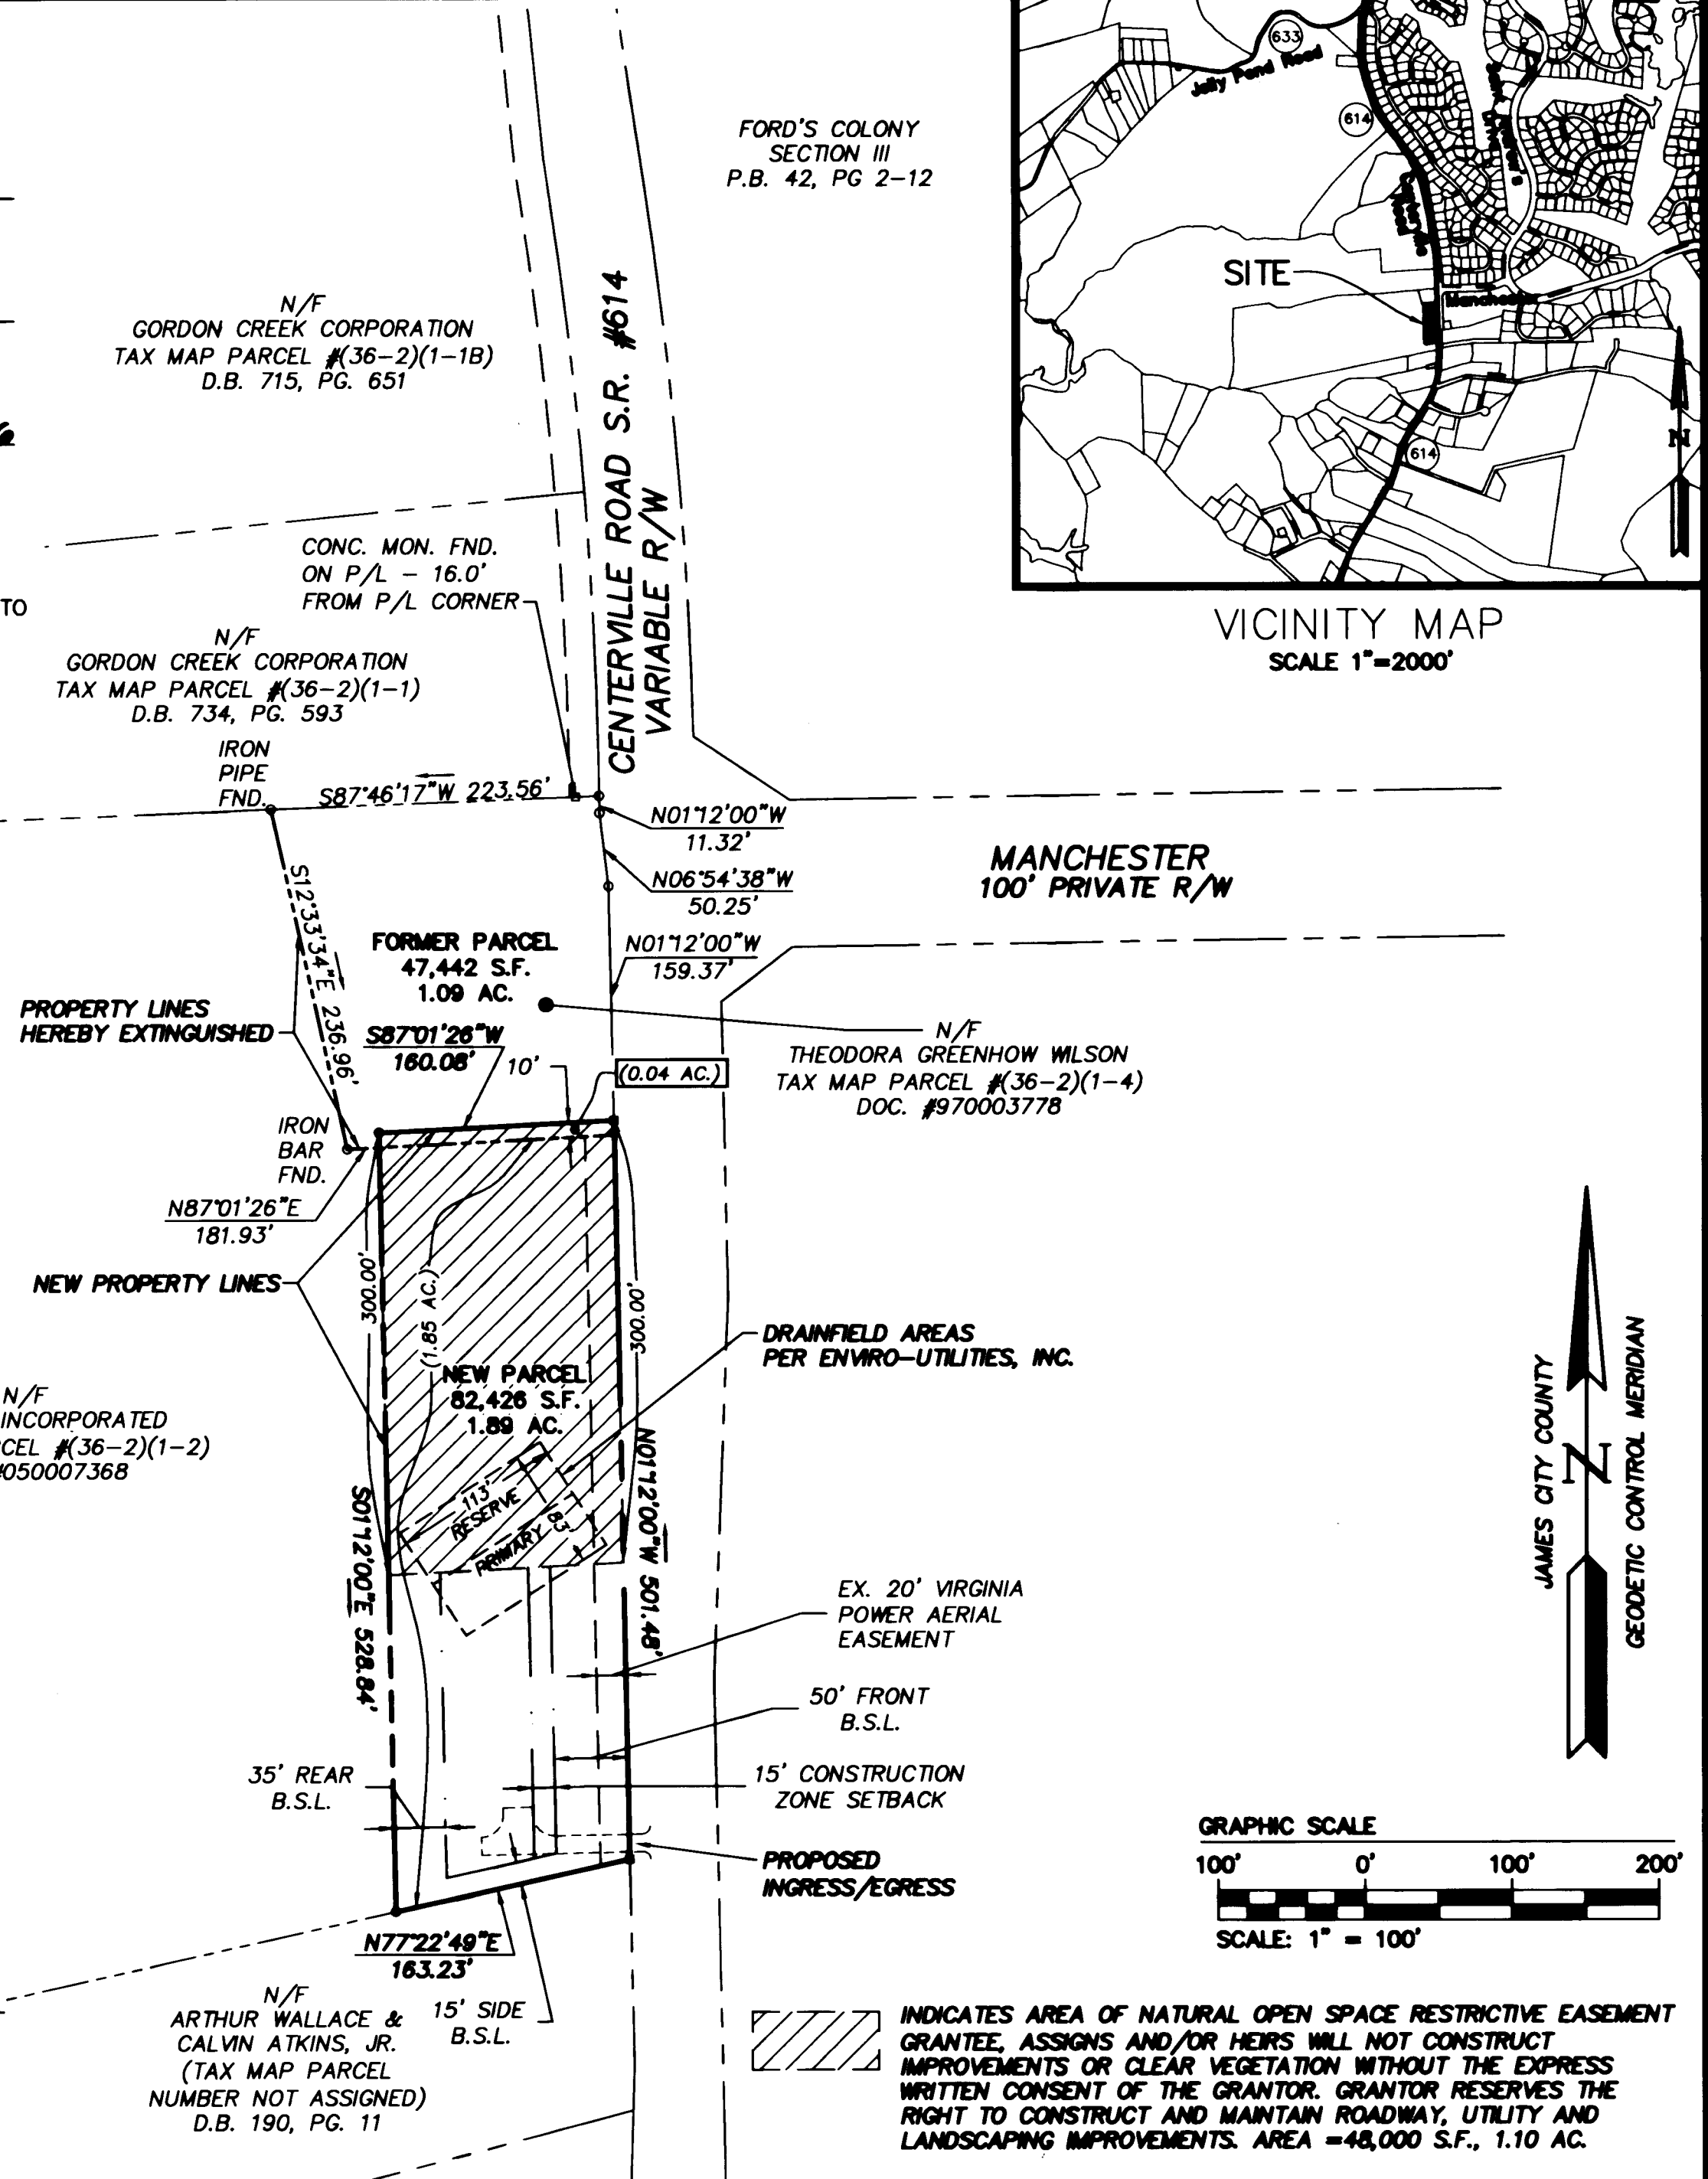 FORD'S COLONY
SECTION III
P.B. 42, PG 2-12
633
Jolly Pond Road
614
Centerville
Road
SITE
Manchester
614
N
VICINITY MAP
SCALE 1"=2000'
N/F
GORDON CREEK CORPORATION
TAX MAP PARCEL #(36-2)(1-1B)
D.B. 715, PG. 651
CENTERVILLE ROAD S.R. #614
VARIABLE R/W
CONC. MON. FND.
ON P/L - 16.0'
FROM P/L CORNER
TO
N/F
GORDON CREEK CORPORATION
TAX MAP PARCEL #(36-2)(1-1)
D.B. 734, PG. 593
IRON
PIPE
FND.
S87°46'17"W 223.56'
N01°12'00"W
11.32'
N06°54'38"W
50.25'
MANCHESTER
100' PRIVATE R/W
S12°33'34"E 236.96'
FORMER PARCEL
47,442 S.F.
1.09 AC.
N01°12'00"W
159.37'
PROPERTY LINES
HEREBY EXTINGUISHED
S87°01'26"W
160.08'
10'
(0.04 AC.)
N/F
THEODORA GREENHOW WILSON
TAX MAP PARCEL #(36-2)(1-4)
DOC. #970003778
IRON
BAR
FND.
N87°01'26"E
181.93'
NEW PROPERTY LINES
300.00'
(1.85 AC.)
300.00'
DRAINFIELD AREAS
PER ENVIRO-UTILITIES, INC.
NEW PARCEL
82,426 S.F.
1.89 AC.
N/F
INCORPORATED
CEL #(36-2)(1-2)
#050007368
113'
RESERVE
PRIMARY
83'
S01°12'00"E 528.84'
N01°12'00"W 501.48'
JAMES CITY COUNTY
N
GEODETIC CONTROL MERIDIAN
EX. 20' VIRGINIA
POWER AERIAL
EASEMENT
50' FRONT
B.S.L.
35' REAR
B.S.L.
15' CONSTRUCTION
ZONE SETBACK
PROPOSED
INGRESS/EGRESS
GRAPHIC SCALE
100' 0' 100' 200'
SCALE: 1" = 100'
N77°22'49"E
163.23'
N/F
ARTHUR WALLACE &
CALVIN ATKINS, JR.
(TAX MAP PARCEL
NUMBER NOT ASSIGNED)
D.B. 190, PG. 11
15' SIDE
B.S.L.
INDICATES AREA OF NATURAL OPEN SPACE RESTRICTIVE EASEMENT
GRANTEE, ASSIGNS AND/OR HEIRS WILL NOT CONSTRUCT
IMPROVEMENTS OR CLEAR VEGETATION WITHOUT THE EXPRESS
WRITTEN CONSENT OF THE GRANTOR. GRANTOR RESERVES THE
RIGHT TO CONSTRUCT AND MAINTAIN ROADWAY, UTILITY AND
LANDSCAPING IMPROVEMENTS. AREA =48,000 S.F., 1.10 AC.